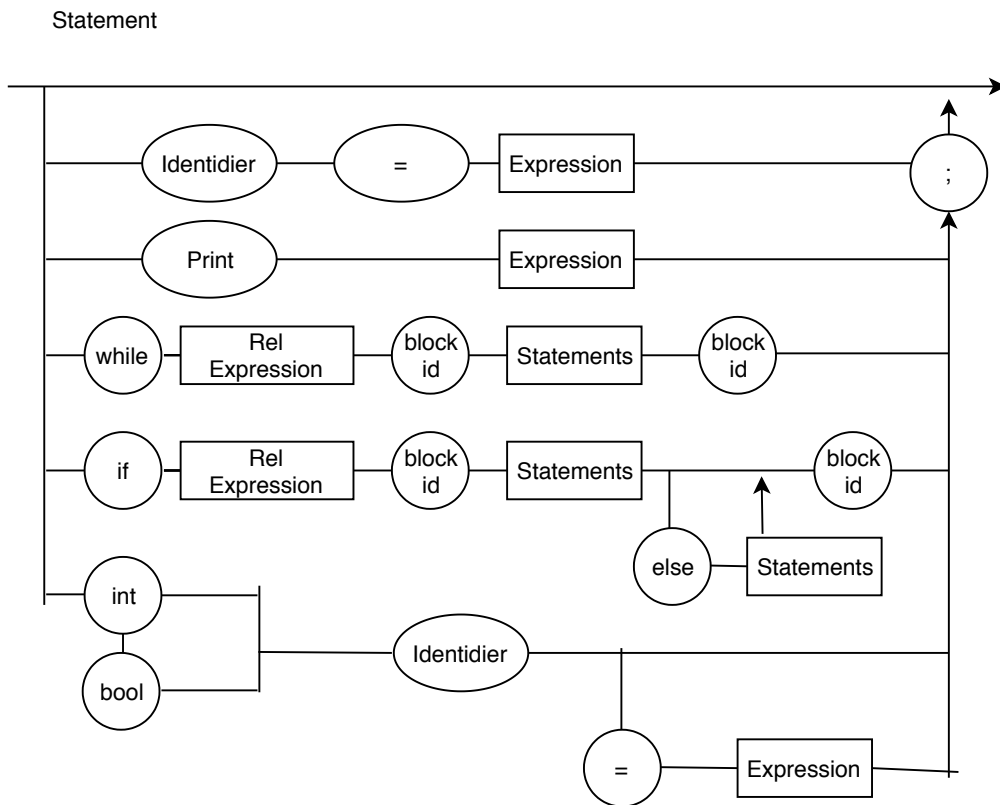 Statement
Identidier
=
Expression
;
Print
Expression
while
Rel
Expression
block
id
Statements
block
id
if
Rel
Expression
block
id
Statements
block
id
else
Statements
int
Identidier
bool
=
Expression